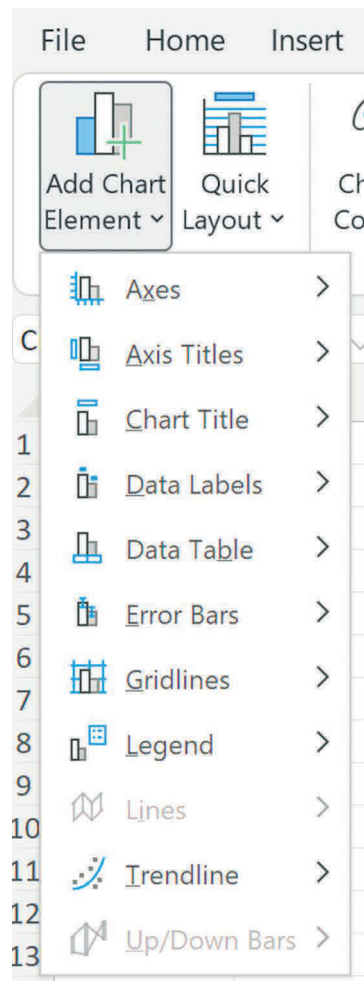 File Home Insert
Add Chart
Element
Quick
Layout
Ch
Co
Axes
C
Axis Titles
Chart Title
1
Data Labels
2
3
Data Table
4
Error Bars
5
6
Gridlines
7
Legend
8
9
Lines
10
Trendline
11
12
Up/Down Bars
13